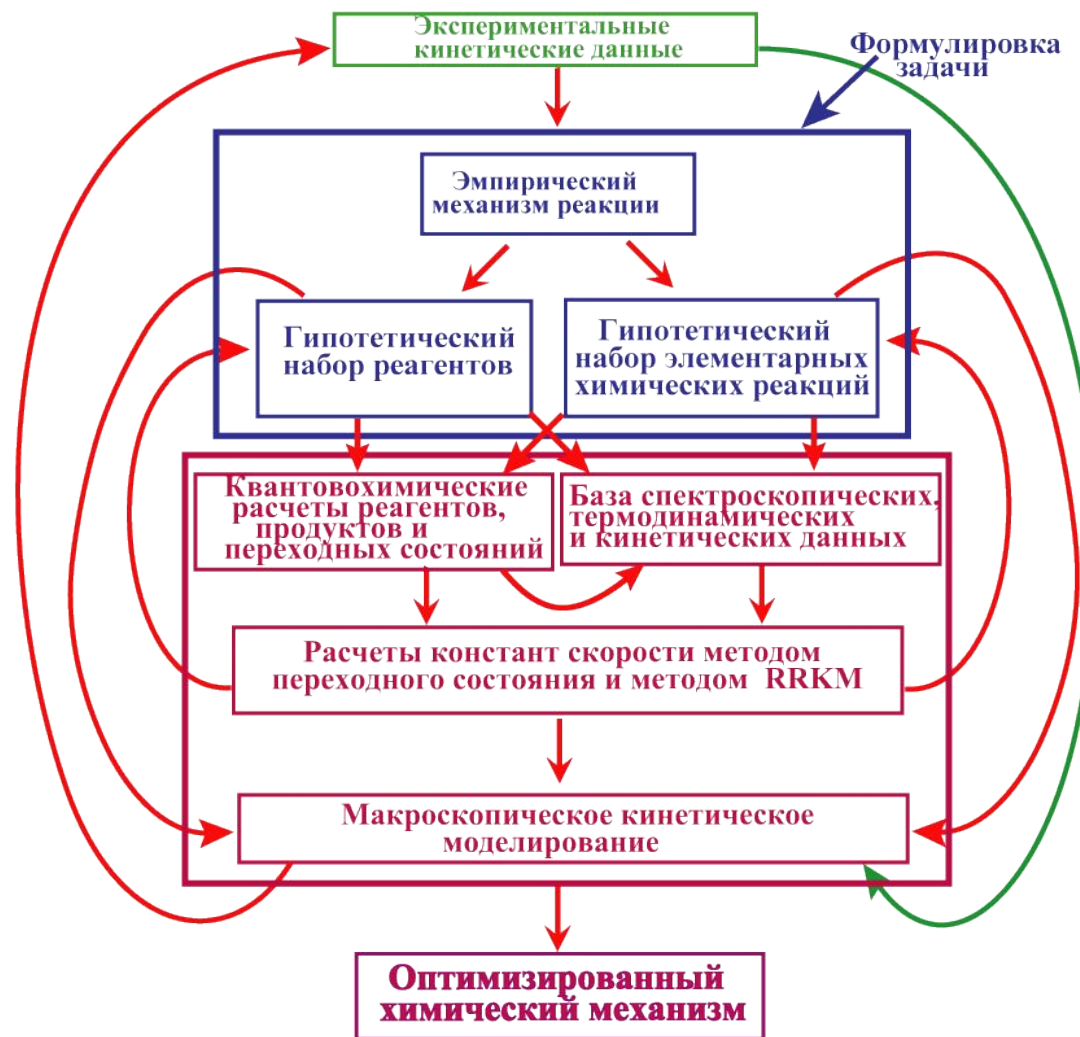 Экспериментальные
кинетические данные
Формулировка
задачи
Эмпирический
механизм реакции
Гипотетический
набор реагентов
Гипотетический
набор элементарных
химических реакций
Квантовохимические
расчеты реагентов,
продуктов и
переходных состояний
База спектроскопических,
термодинамических
и кинетических данных
Расчеты констант скорости методом
переходного состояния и методом RRKM
Макроскопическое кинетическое
моделирование
Оптимизированный
химический механизм